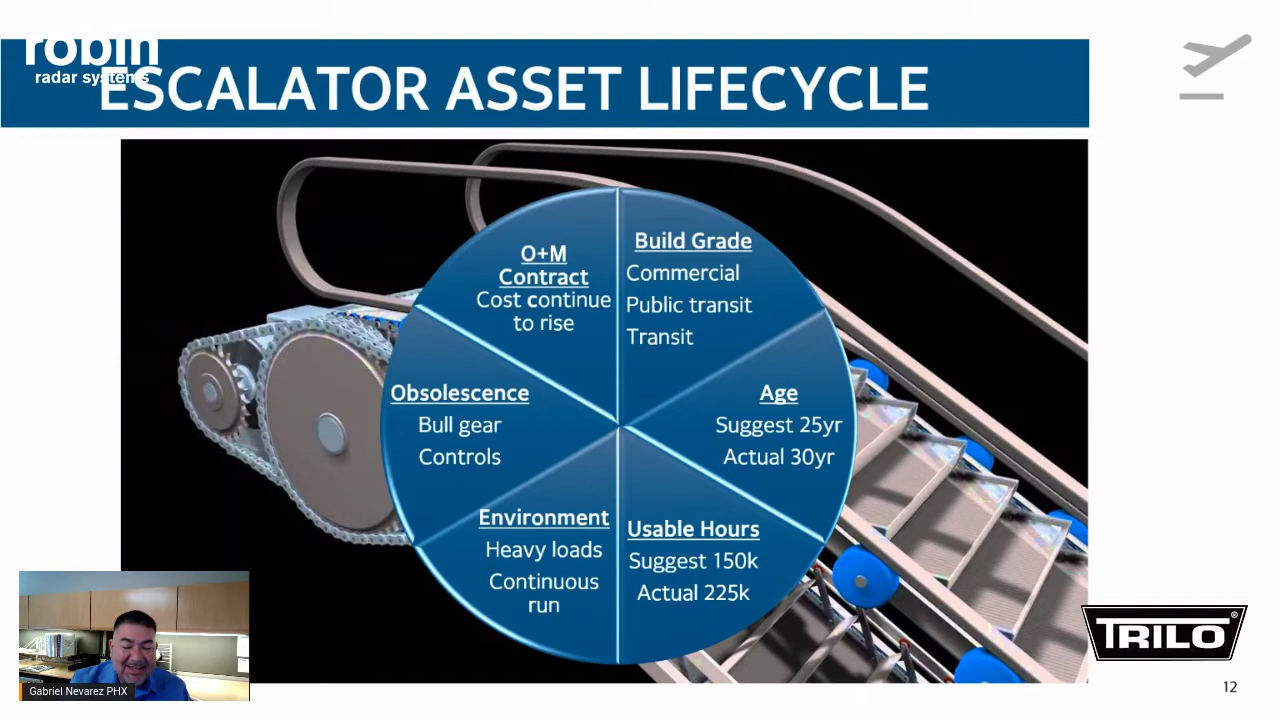 robin
radar systems
ESCALATOR ASSET LIFECYCLE
O+M
Contract
Cost continue
to rise
Build Grade
Commercial
Public transit
Transit
Obsolescence
Bull gear
Controls
Age
Suggest 25yr
Actual 30yr
Environment
Heavy loads
Continuous
run
Usable Hours
Suggest 150k
Actual 225k
Gabriel Nevarez PHX
TRILO®
12